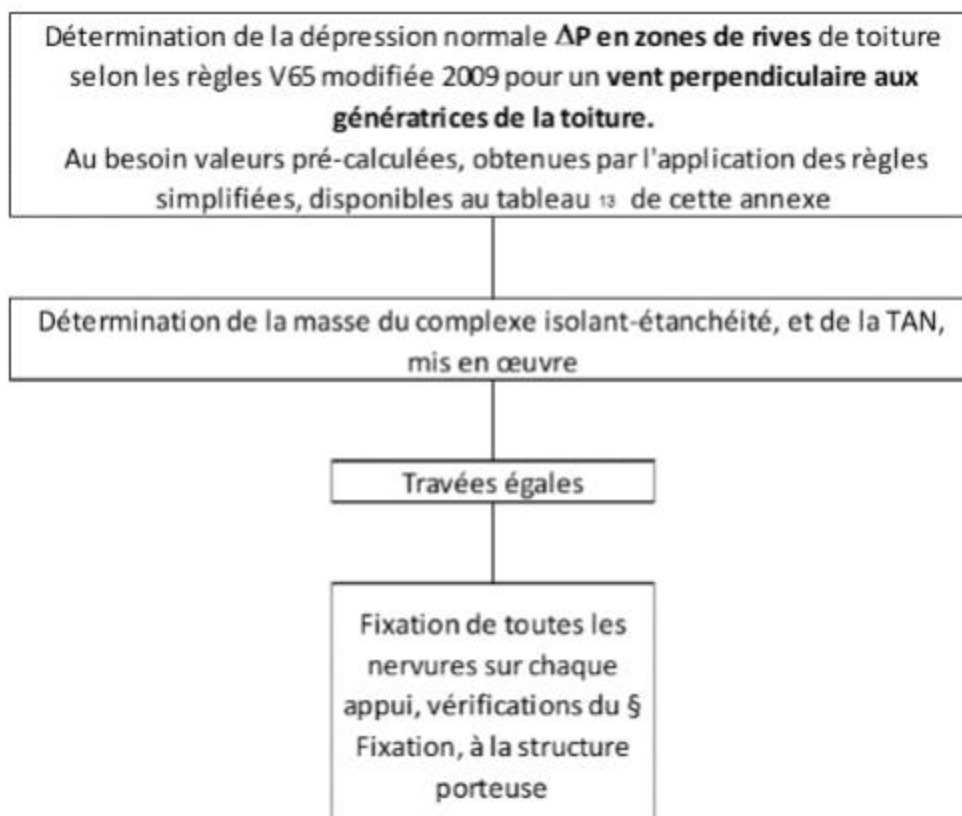 Détermination de la dépression normale ΔP en zones de rives de toiture
selon les règles V65 modifiée 2009 pour un vent perpendiculaire aux
génératrices de la toiture.
Au besoin valeurs pré-calculées, obtenues par l'application des règles
simplifiées, disponibles au tableau 13 de cette annexe
Détermination de la masse du complexe isolant-étanchéité, et de la TAN,
mis en œuvre
Travées égales
Fixation de toutes les
nervures sur chaque
appui, vérifications du §
Fixation, à la structure
porteuse